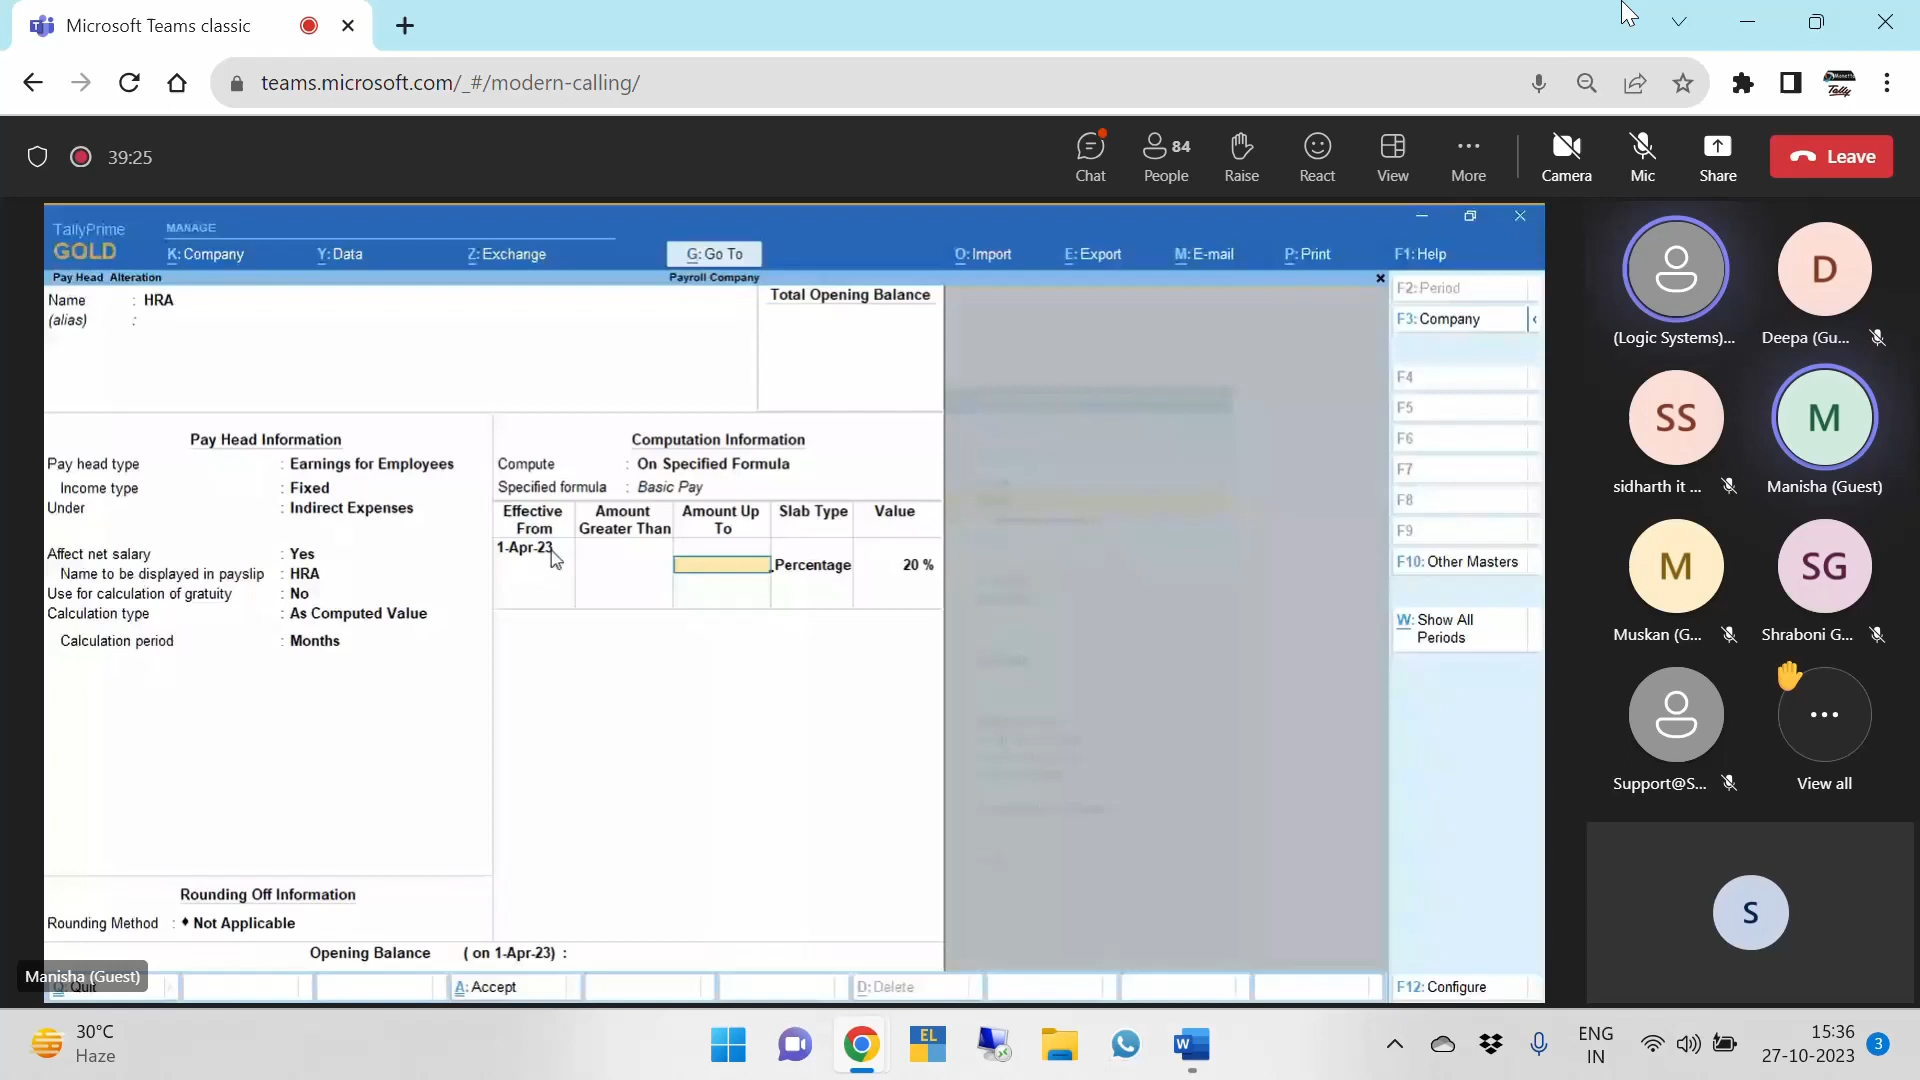 Microsoft Teams classic
teams.microsoft.com/_#/modern-calling/
39:25
Chat
84
People
Raise
React
View
More
Camera
Mic
Share
Leave
TallyPrime
GOLD
MANAGE
K: Company
Y: Data
Z: Exchange
G: Go To
O: Import
E: Export
M: E-mail
P: Print
F1: Help
Pay Head Alteration
Payroll Company
Name : HRA
(alias) :
Total Opening Balance
Pay Head Information
Pay head type : Earnings for Employees
Income type : Fixed
Under : Indirect Expenses
Affect net salary : Yes
Name to be displayed in payslip : HRA
Use for calculation of gratuity : No
Calculation type : As Computed Value
Calculation period : Months
Computation Information
Compute : On Specified Formula
Specified formula : Basic Pay
Effective From
Amount Greater Than
Amount Up To
Slab Type
Value
1-Apr-23
Percentage
20 %
Rounding Off Information
Rounding Method : ♦ Not Applicable
Opening Balance ( on 1-Apr-23) :
Manisha (Guest)
Q: Quit
A: Accept
D: Delete
F2: Period
F3: Company
F4
F5
F6
F7
F8
F9
F10: Other Masters
W: Show All Periods
F12: Configure
(Logic Systems)...
D
Deepa (Gu...
SS
sidharth it ...
M
Manisha (Guest)
M
Muskan (G...
SG
Shraboni G...
Support@S...
View all
S
30°C
Haze
EL
W
ENG
IN
15:36
27-10-2023
3